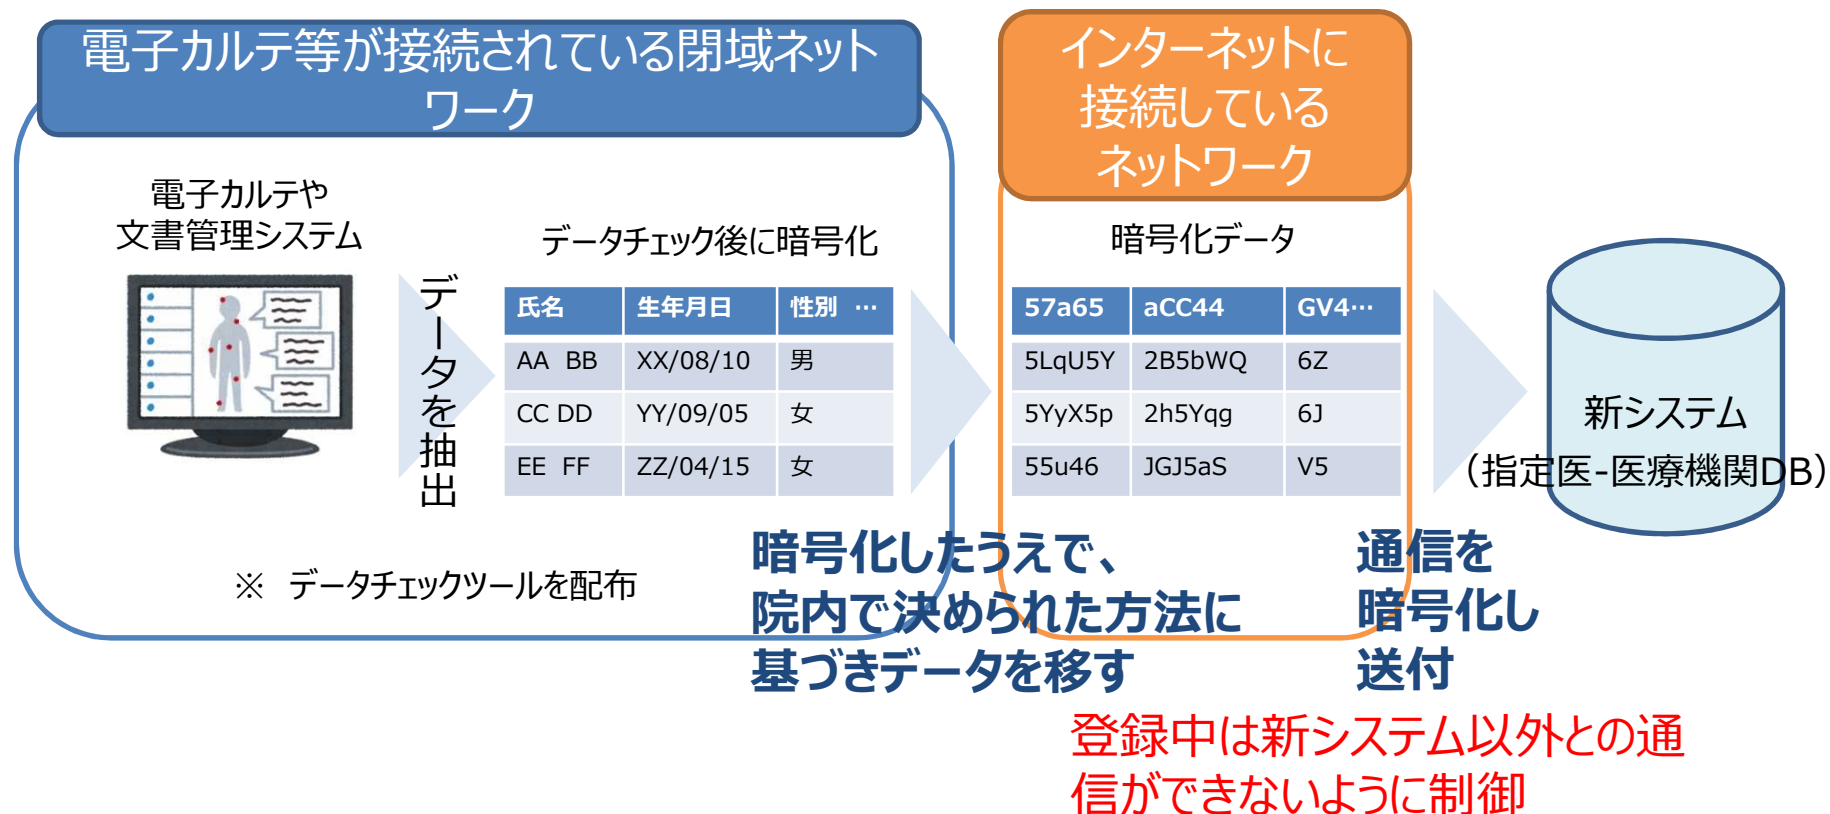 電子カルテ等が接続されている閉域ネット
ワーク
インターネットに
接続している
ネットワーク
電子カルテや
文書管理システム
データを抽出
データチェック後に暗号化
氏名 生年月日 性別 …
AA BB XX/08/10 男
CC DD YY/09/05 女
EE FF ZZ/04/15 女
※ データチェックツールを配布
暗号化データ
57a65 aCC44 GV4…
5LqU5Y 2B5bWQ 6Z
5YyX5p 2h5Yqg 6J
55u46 JGJ5aS V5
新システム
（指定医-医療機関DB）
暗号化したうえで、
院内で決められた方法に
基づきデータを移す
通信を
暗号化し
送付
登録中は新システム以外との通
信ができないように制御